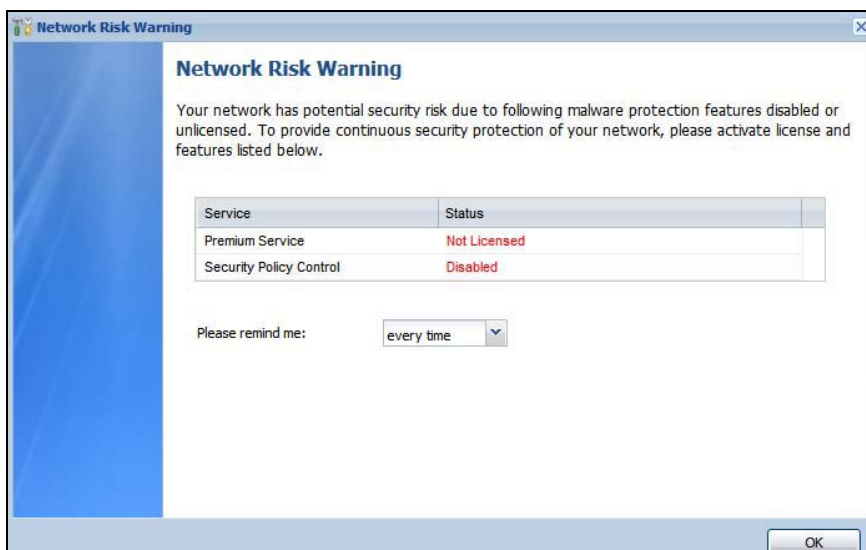 Network Risk Warning
Network Risk Warning
Your network has potential security risk due to following malware protection features disabled or
unlicensed. To provide continuous security protection of your network, please activate license and
features listed below.
Service Status
Premium Service Not Licensed
Security Policy Control Disabled
Please remind me: every time
OK